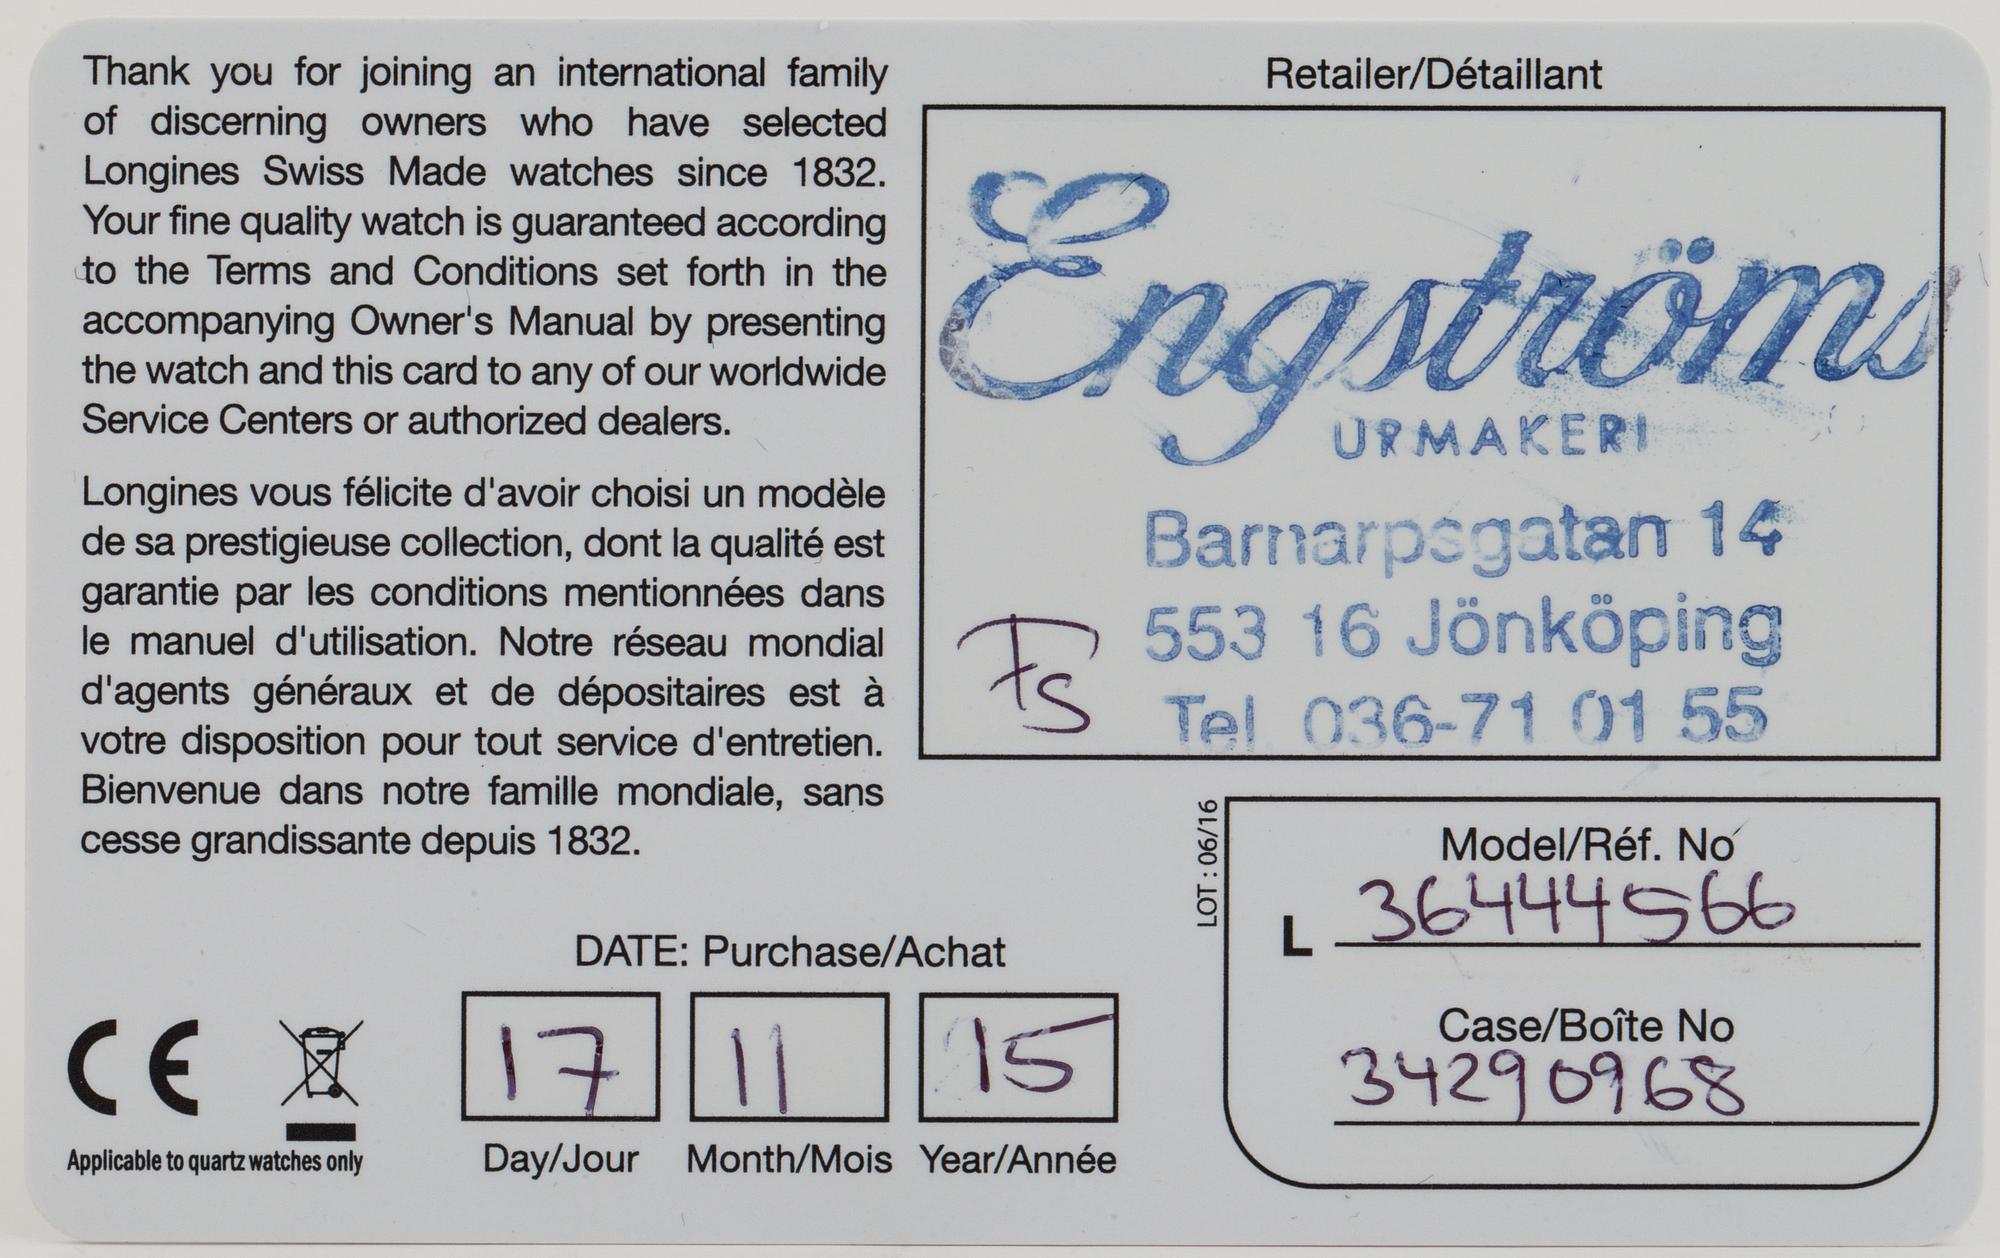 Thank you for joining an international family
of discerning owners who have selected
Longines Swiss Made watches since 1832.
Your fine quality watch is guaranteed according
to the Terms and Conditions set forth in the
accompanying Owner's Manual by presenting
the watch and this card to any of our worldwide
Service Centers or authorized dealers.
Longines vous félicite d'avoir choisi un modèle
de sa prestigieuse collection, dont la qualité est
garantie par les conditions mentionnées dans
le manuel d'utilisation. Notre réseau mondial
d'agents généraux et de dépositaires est à
votre disposition pour tout service d'entretien.
Bienvenue dans notre famille mondiale, sans
cesse grandissante depuis 1832.
Retailer/Détaillant
Engströms
URMAKERI
Barnarpsgatan 14
553 16 Jönköping
Tel 036-71 01 55
FS
LOT : 06/16
Model/Réf. No
L 36444566
Case/Boîte No
34290968
DATE: Purchase/Achat
17 11 15
Day/Jour Month/Mois Year/Année
CE
Applicable to quartz watches only